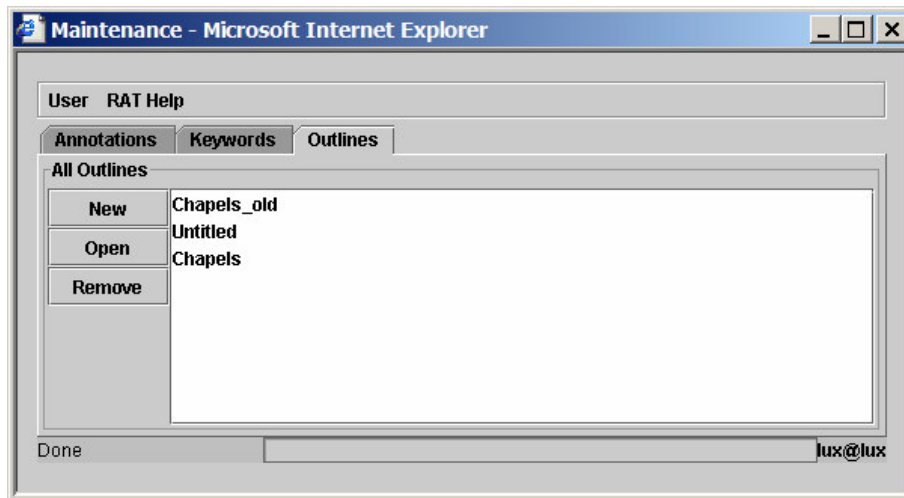 Maintenance - Microsoft Internet Explorer
User RAT Help
Annotations Keywords Outlines
All Outlines
New
Open
Remove
Chapels_old
Untitled
Chapels
Done lux@lux